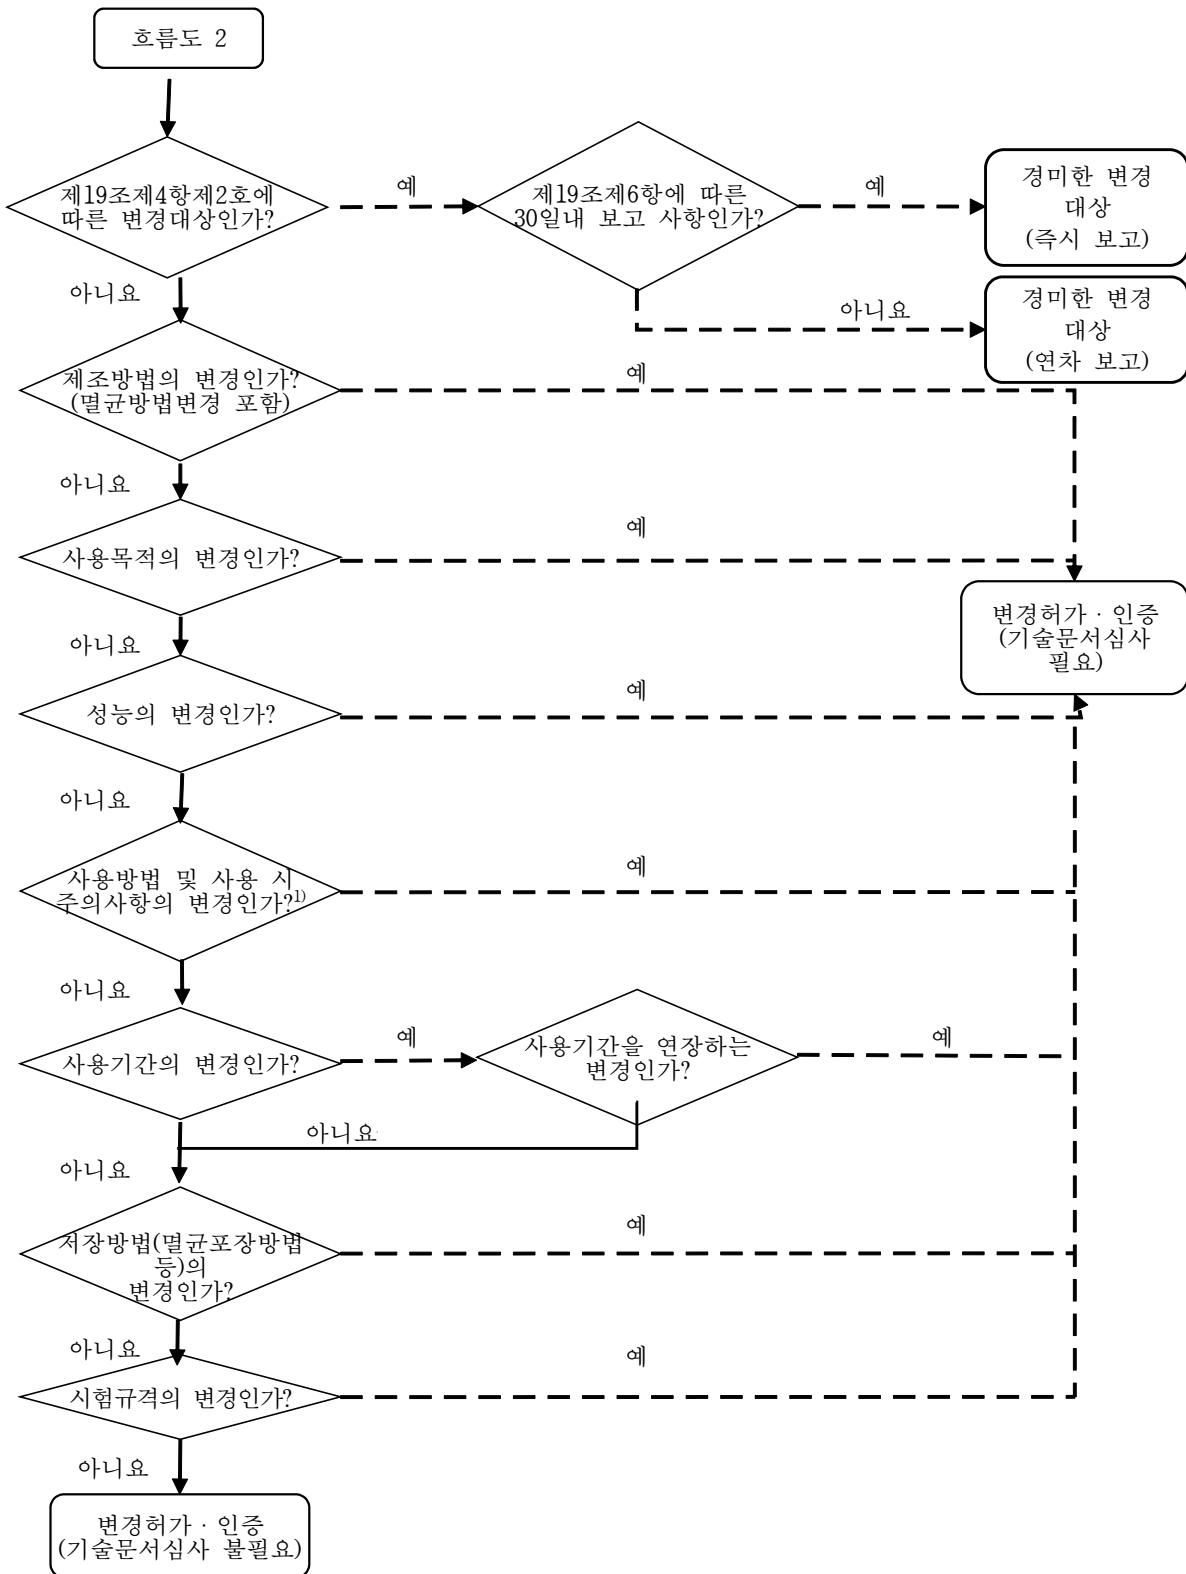 흐름도 2
제19조제4항제2호에
따른 변경대상인가?
예
제19조제6항에 따른
30일내 보고 사항인가?
예
경미한 변경
대상
(즉시 보고)
아니요
아니요
경미한 변경
대상
(연차 보고)
제조방법의 변경인가?
(멸균방법변경 포함)
예
아니요
사용목적의 변경인가?
예
변경허가 · 인증
(기술문서심사
필요)
아니요
성능의 변경인가?
예
아니요
사용방법 및 사용 시
주의사항의 변경인가?1)
예
아니요
사용기간의 변경인가?
예
사용기간을 연장하는
변경인가?
예
아니요
아니요
저장방법(멸균포장방법
등)의
변경인가?
예
아니요
시험규격의 변경인가?
예
아니요
변경허가 · 인증
(기술문서심사 불필요)